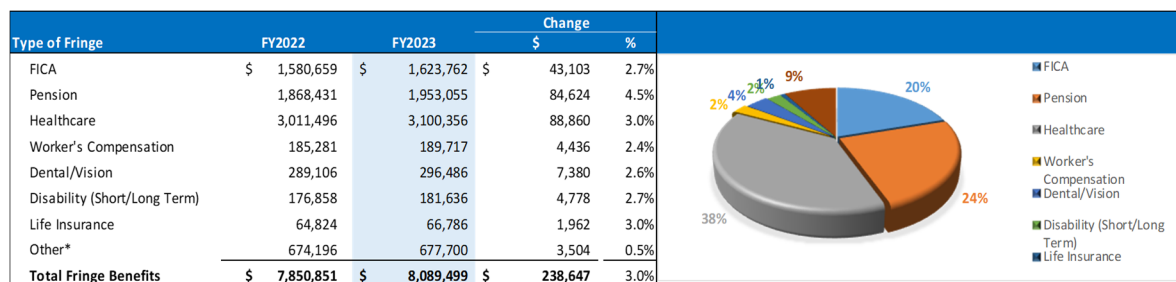 Change
Type of Fringe FY2022 FY2023 $ %
FICA $ 1,580,659 $ 1,623,762 $ 43,103 2.7%
Pension 1,868,431 1,953,055 84,624 4.5%
Healthcare 3,011,496 3,100,356 88,860 3.0%
Worker's Compensation 185,281 189,717 4,436 2.4%
Dental/Vision 289,106 296,486 7,380 2.6%
Disability (Short/Long Term) 176,858 181,636 4,778 2.7%
Life Insurance 64,824 66,786 1,962 3.0%
Other* 674,196 677,700 3,504 0.5%
Total Fringe Benefits $ 7,850,851 $ 8,089,499 $ 238,647 3.0%
20%
24%
38%
2%
4%
2%
1%
9%
FICA
Pension
Healthcare
Worker's
Compensation
Dental/Vision
Disability (Short/Long
Term)
Life Insurance